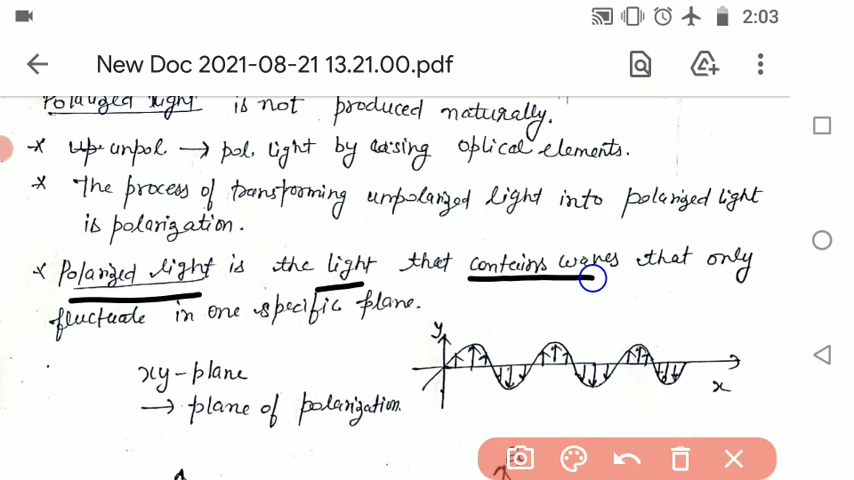 2:03
New Doc 2021-08-21 13.21.00.pdf
Polarized light is not produced naturally.
* unpol → pol. light by using optical elements.
* The process of transforming unpolarized light into polarized light
is polarization.
* Polarized light is the light that contains waves that only
fluctuate in one specific plane.
y
xy-plane
x
→ plane of polarization.